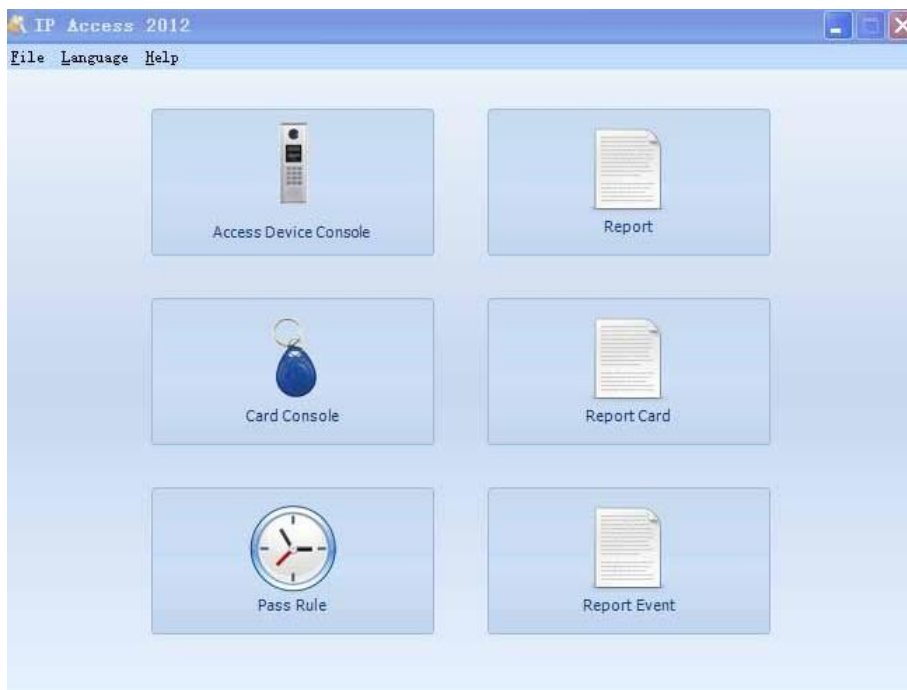 IP Access 2012
File Language Help
Access Device Console
Report
Card Console
Report Card
Pass Rule
Report Event